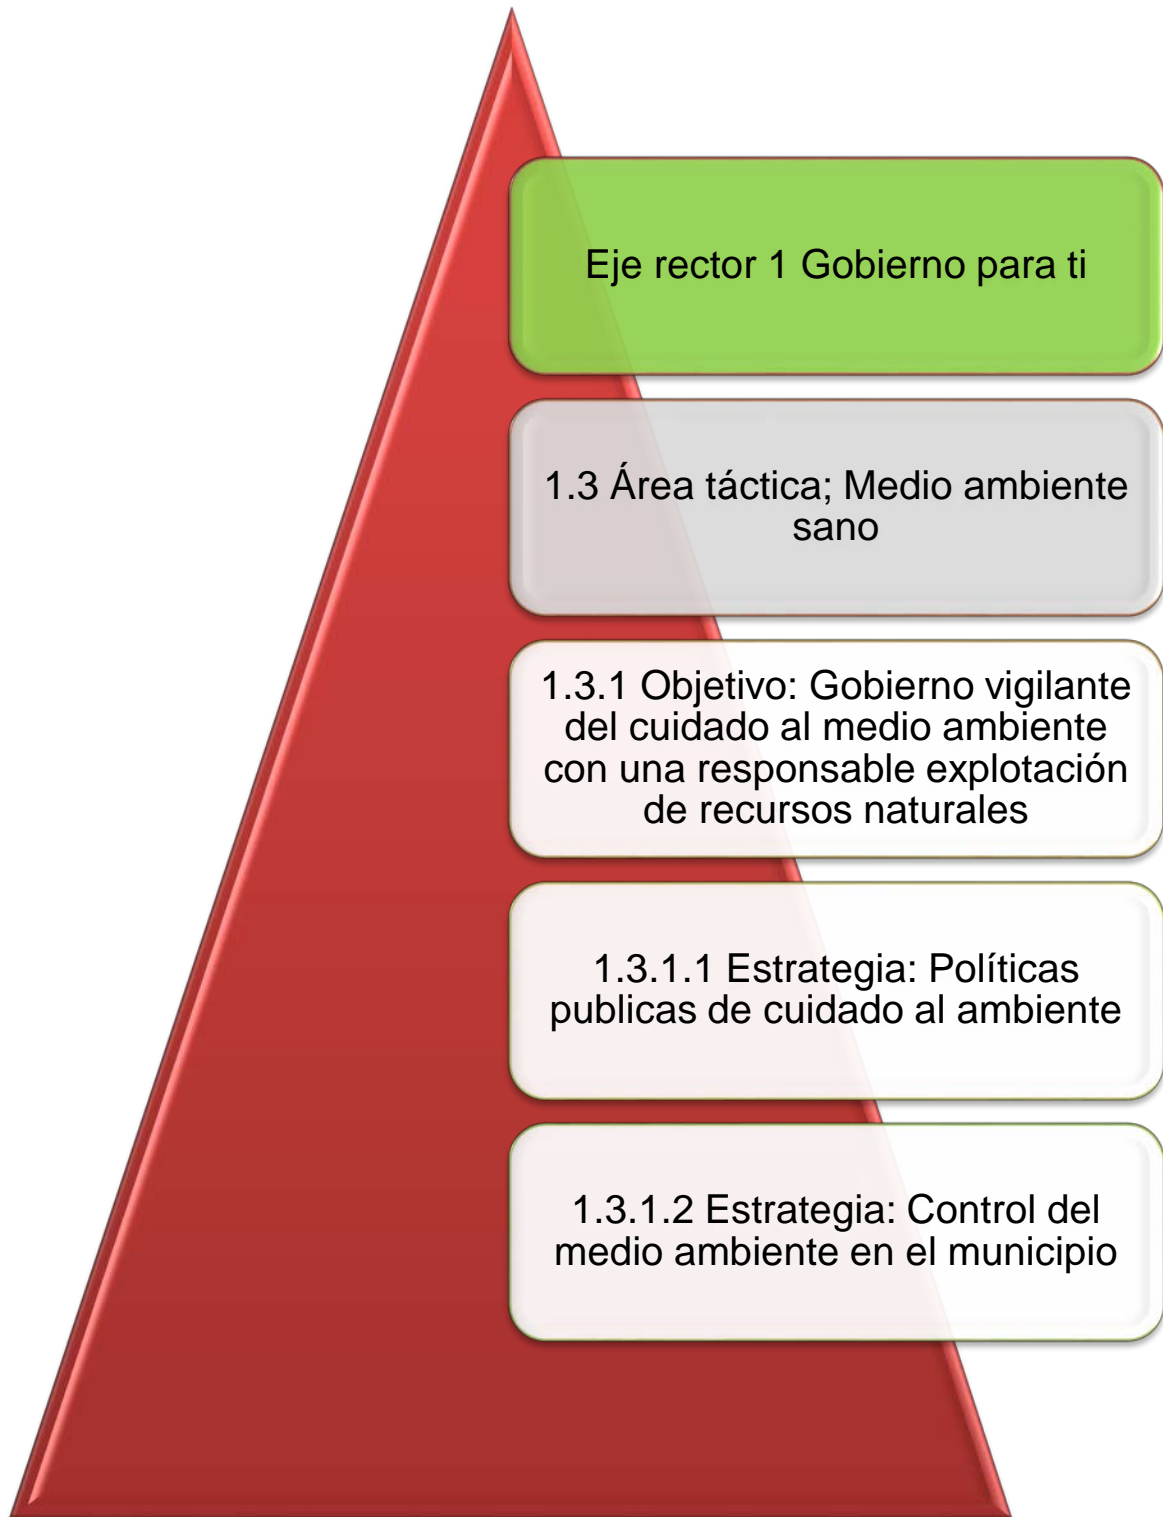 Eje rector 1 Gobierno para ti
1.3 Área táctica; Medio ambiente
sano
1.3.1 Objetivo: Gobierno vigilante
del cuidado al medio ambiente
con una responsable explotación
de recursos naturales
1.3.1.1 Estrategia: Políticas
publicas de cuidado al ambiente
1.3.1.2 Estrategia: Control del
medio ambiente en el municipio